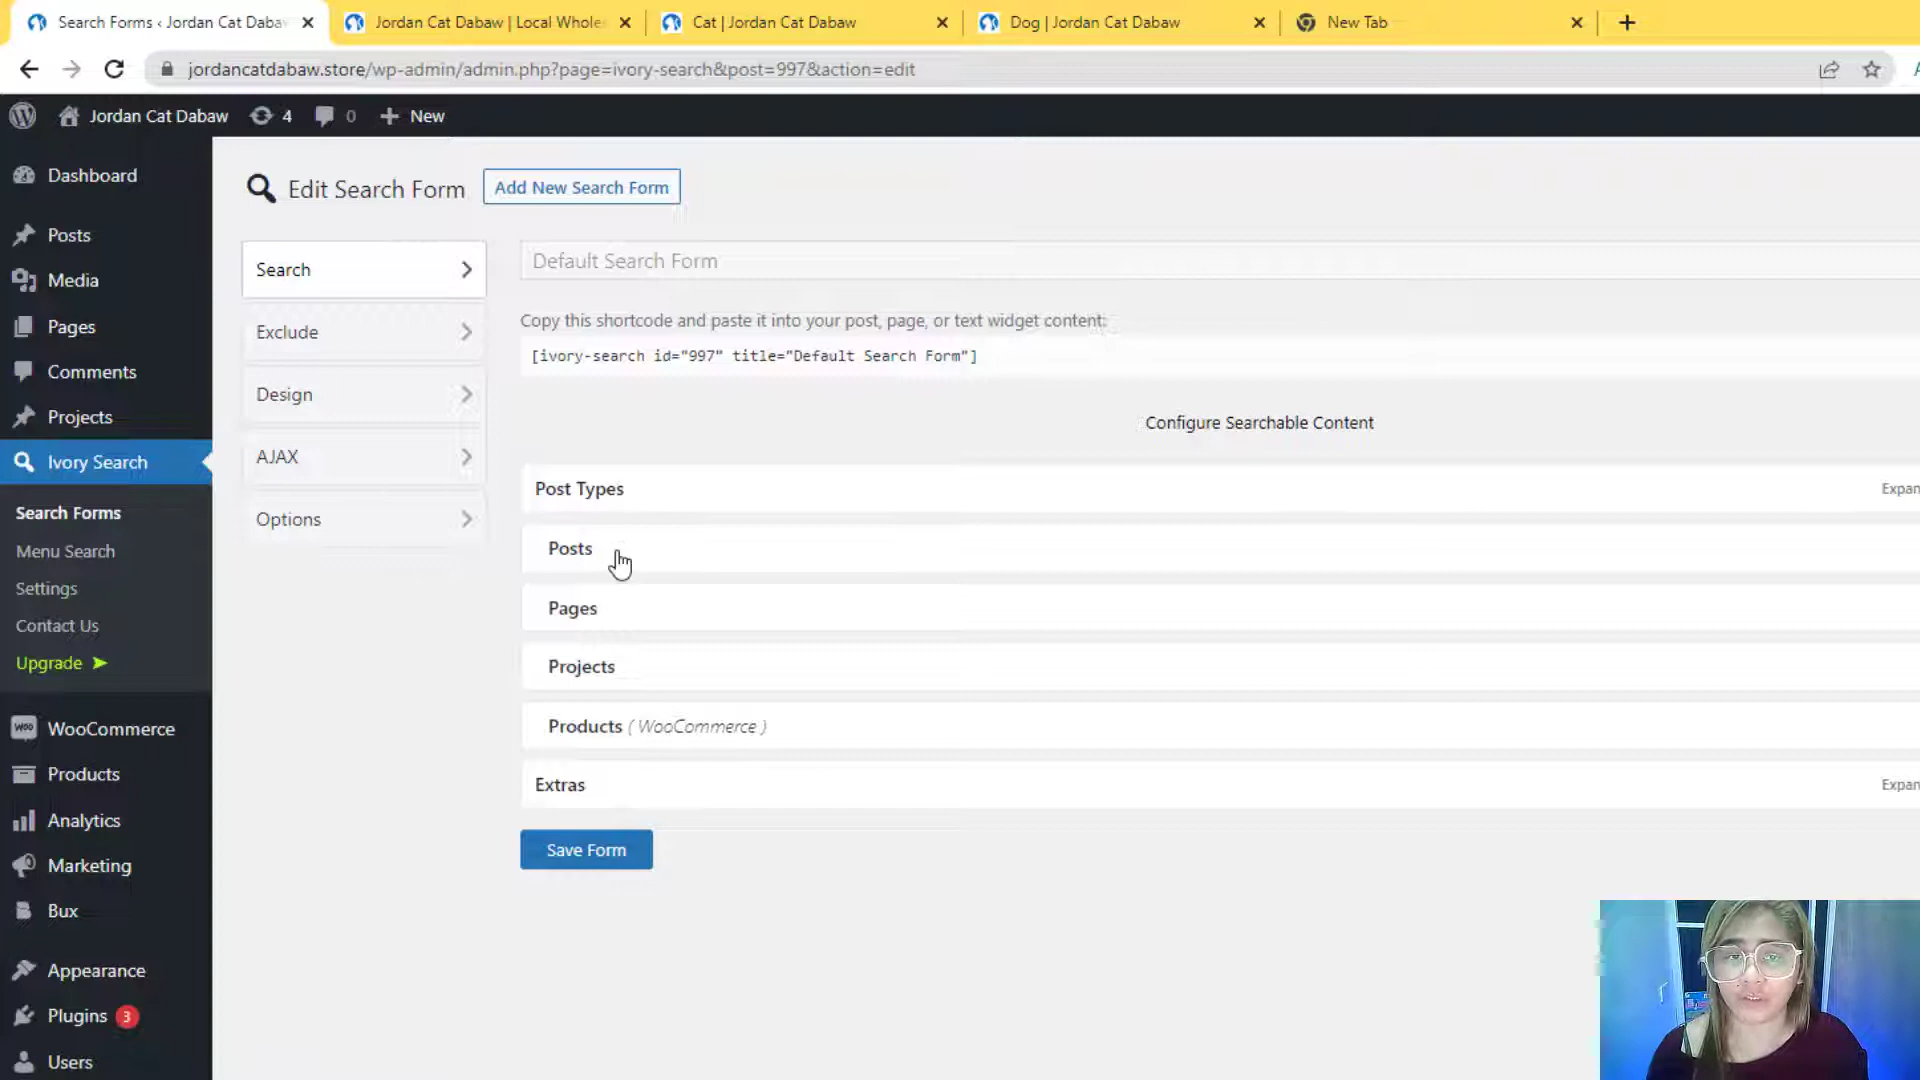 Search Forms ‹ Jordan Cat Daba
Jordan Cat Dabaw | Local Whole
Cat | Jordan Cat Dabaw
Dog | Jordan Cat Dabaw
New Tab
jordancatdabaw.store/wp-admin/admin.php?page=ivory-search&post=997&action=edit
Jordan Cat Dabaw
4
0
New
Dashboard
Posts
Media
Pages
Comments
Projects
Ivory Search
Search Forms
Menu Search
Settings
Contact Us
Upgrade ➤
WooCommerce
Products
Analytics
Marketing
Bux
Appearance
Plugins 3
Users
Edit Search Form
Add New Search Form
Search
Exclude
Design
AJAX
Options
Default Search Form
Copy this shortcode and paste it into your post, page, or text widget content:
[ivory-search id="997" title="Default Search Form"]
Configure Searchable Content
Post Types
Expan
Posts
Pages
Projects
Products ( WooCommerce )
Extras
Expan
Save Form